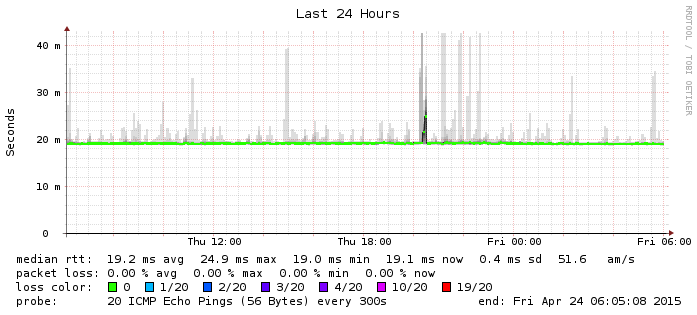 Last 24 Hours
RRDTOOL / TOBI OETIKER
Seconds
40 m
30 m
20 m
10 m
0
Thu 12:00 Thu 18:00 Fri 00:00 Fri 06:00
median rtt: 19.2 ms avg 24.9 ms max 19.0 ms min 19.1 ms now 0.4 ms sd 51.6 am/s
packet loss: 0.00 % avg 0.00 % max 0.00 % min 0.00 % now
loss color: 0 1/20 2/20 3/20 4/20 10/20 19/20
probe: 20 ICMP Echo Pings (56 Bytes) every 300s end: Fri Apr 24 06:05:08 2015